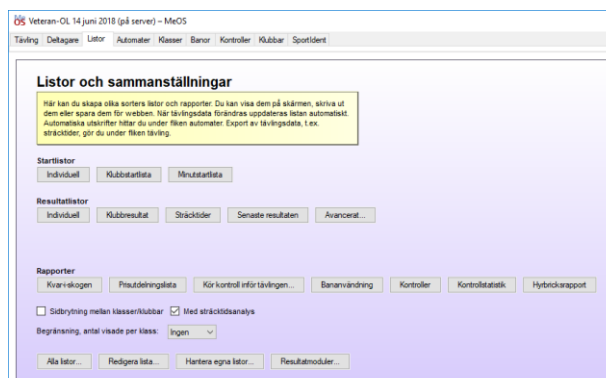 MeOS Veteran-OL 14 juni 2018 (på server) – MeOS
Tävling Deltagare Listor Automater Klasser Banor Kontroller Klubbar SportIdent
Listor och sammanställningar
Här kan du skapa olika sorters listor och rapporter. Du kan visa dem på skärmen, skriva ut
dem eller spara dem för webben. När tävlingsdata förändras uppdateras listan automatiskt.
Automatiska utskrifter hittar du under fliken automater. Export av tävlingsdata, t.ex.
sträcktider, gör du under fliken tävling.
Startlistor
Individuell Klubbstartlista Minutstartlista
Resultatlistor
Individuell Klubbresultat Sträcktider Senaste resultaten Avancerat...
Rapporter
Kvar-i-skogen Prisutdelningslista Kör kontroll inför tävlingen... Bananvändning Kontroller Kontrollstatistik Hyrbricksrapport
Sidbrytning mellan klasser/klubbar Med sträcktidsanalys
Begränsning, antal visade per klass: Ingen
Alla listor... Redigera lista... Hantera egna listor... Resultatmoduler...